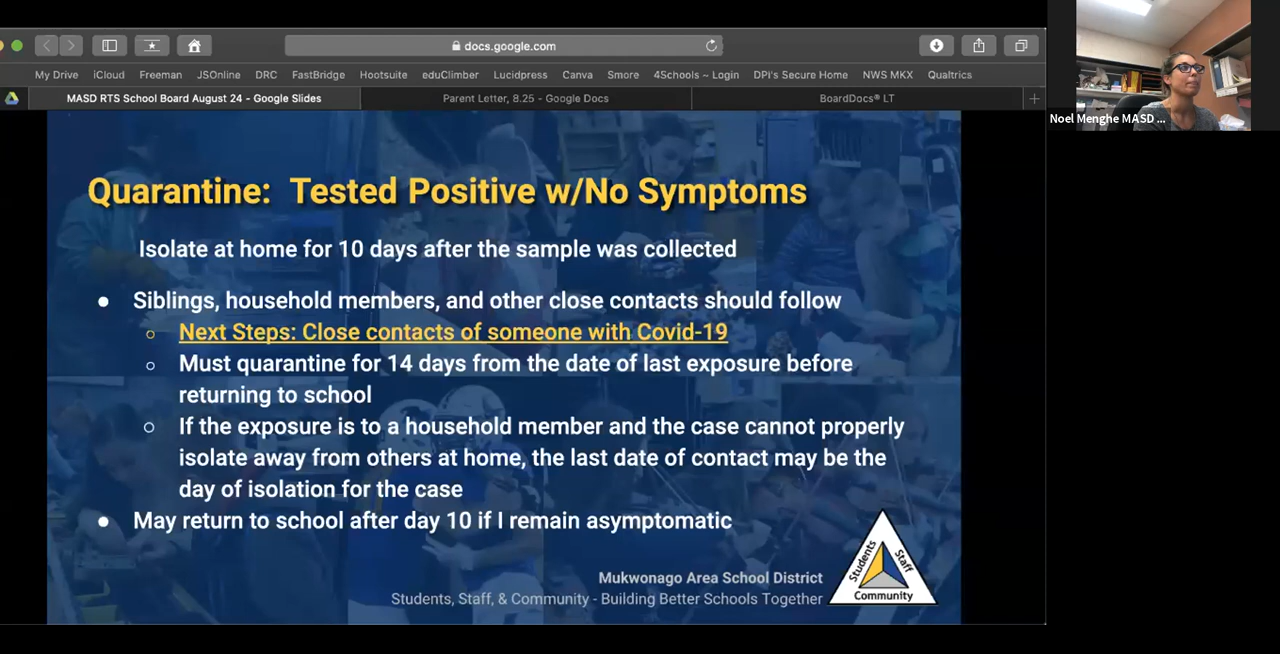 docs.google.com
My Drive iCloud Freeman JSOnline DRC FastBridge Hootsuite eduClimber Lucidpress Canva Smore 4Schools ~ Login DPI's Secure Home NWS MKX Qualtrics
MASD RTS School Board August 24 - Google Slides Parent Letter, 8.25 - Google Docs BoardDocs® LT
Noel Menghe MASD ...
Quarantine: Tested Positive w/No Symptoms
Isolate at home for 10 days after the sample was collected
Siblings, household members, and other close contacts should follow
Next Steps: Close contacts of someone with Covid-19
Must quarantine for 14 days from the date of last exposure before
returning to school
If the exposure is to a household member and the case cannot properly
isolate away from others at home, the last date of contact may be the
day of isolation for the case
May return to school after day 10 if I remain asymptomatic
Mukwonago Area School District
Students, Staff, & Community - Building Better Schools Together
Students
Staff
Community